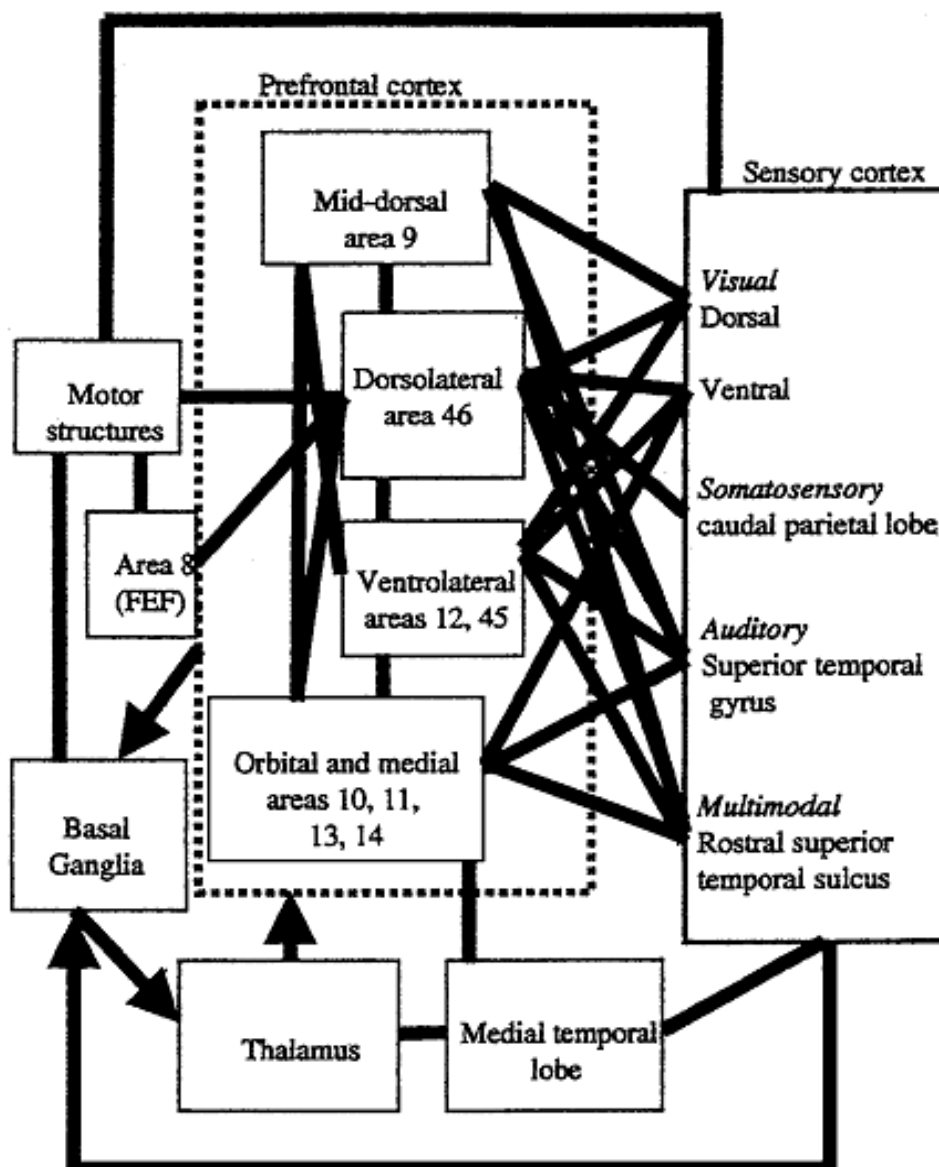 Prefrontal cortex
Mid-dorsal
area 9
Sensory cortex
Visual
Dorsal
Motor
structures
Dorsolateral
area 46
Ventral
Somatosensory
caudal parietal lobe
Area 8
(FEF)
Ventrolateral
areas 12, 45
Auditory
Superior temporal
gyrus
Orbital and medial
areas 10, 11,
13, 14
Basal
Ganglia
Multimodal
Rostral superior
temporal sulcus
Thalamus
Medial temporal
lobe